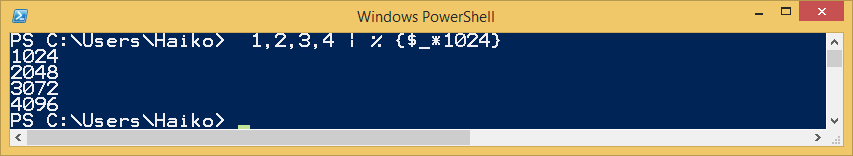 Windows PowerShell
PS C:\Users\Haiko>  1,2,3,4 | % {$_*1024}
1024
2048
3072
4096
PS C:\Users\Haiko>